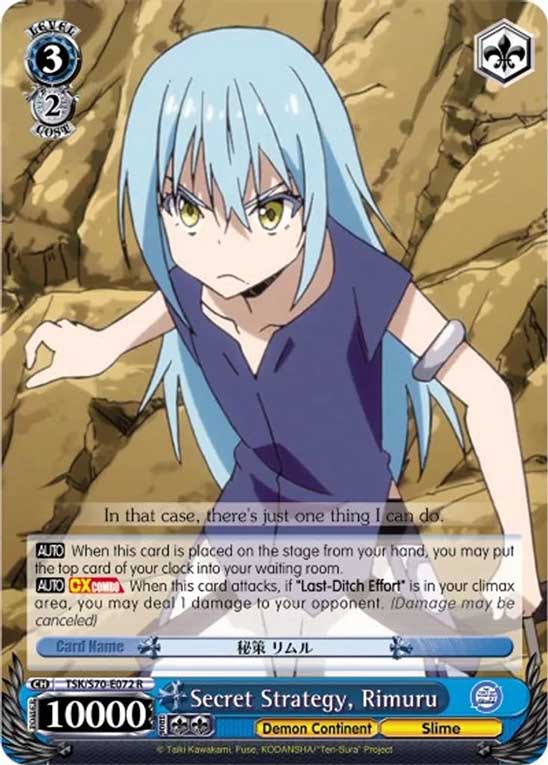 LEVEL
3
2
COST
In that case, there's just one thing I can do.
AUTO When this card is placed on the stage from your hand, you may put
the top card of your clock into your waiting room.
AUTO CX COMBO When this card attacks, if "Last-Ditch Effort" is in your climax
area, you may deal 1 damage to your opponent. (Damage may be
canceled)
Card Name 秘策 リムル
CH TSK/S70-E072 R
Secret Strategy, Rimuru
POWER 10000 SOUL Demon Continent Slime
© Taiki Kawakami, Fuse, KODANSHA/"Ten-Sura" Project